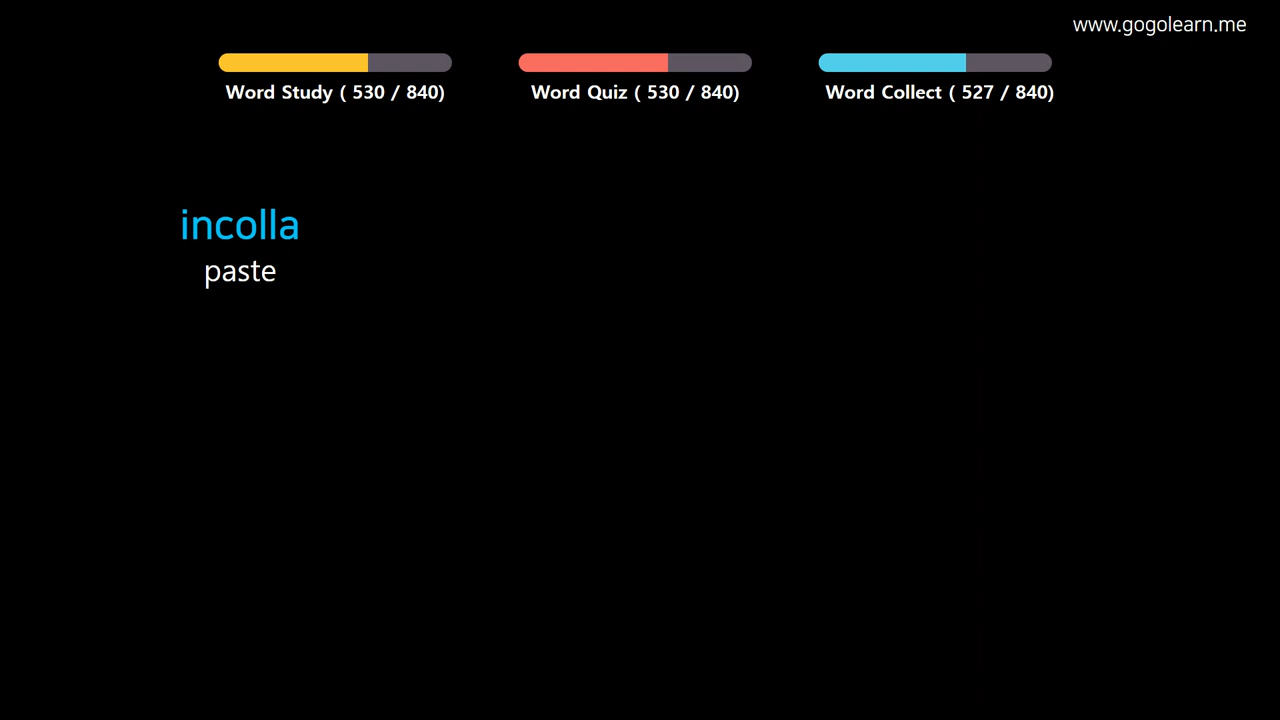 www.gogolearn.me
Word Study ( 530 / 840) Word Quiz ( 530 / 840) Word Collect ( 527 / 840)
incolla
paste